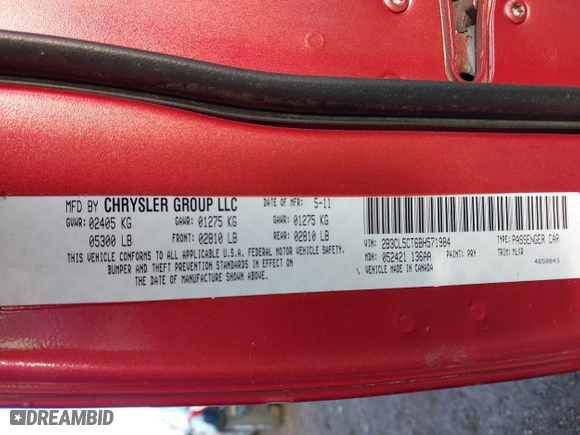 MFD BY CHRYSLER GROUP LLC DATE OF MFR: 5-11
GVWR: 02405 KG GAWR: 01275 KG GAWR: 01275 KG
05300 LB FRONT: 02810 LB REAR: 02810 LB
THIS VEHICLE CONFORMS TO ALL APPLICABLE U.S.A. FEDERAL MOTOR VEHICLE SAFETY,
BUMPER AND THEFT PREVENTION STANDARDS IN EFFECT ON
THE DATE OF MANUFACTURE SHOWN ABOVE.
VIN: 2B3CL5CT6BH571984 TYPE: PASSENGER CAR
MDH: 052421 136AA PAINT: PRY TRIM: MLXR
VEHICLE MADE IN CANADA 4658843
DREAMBID